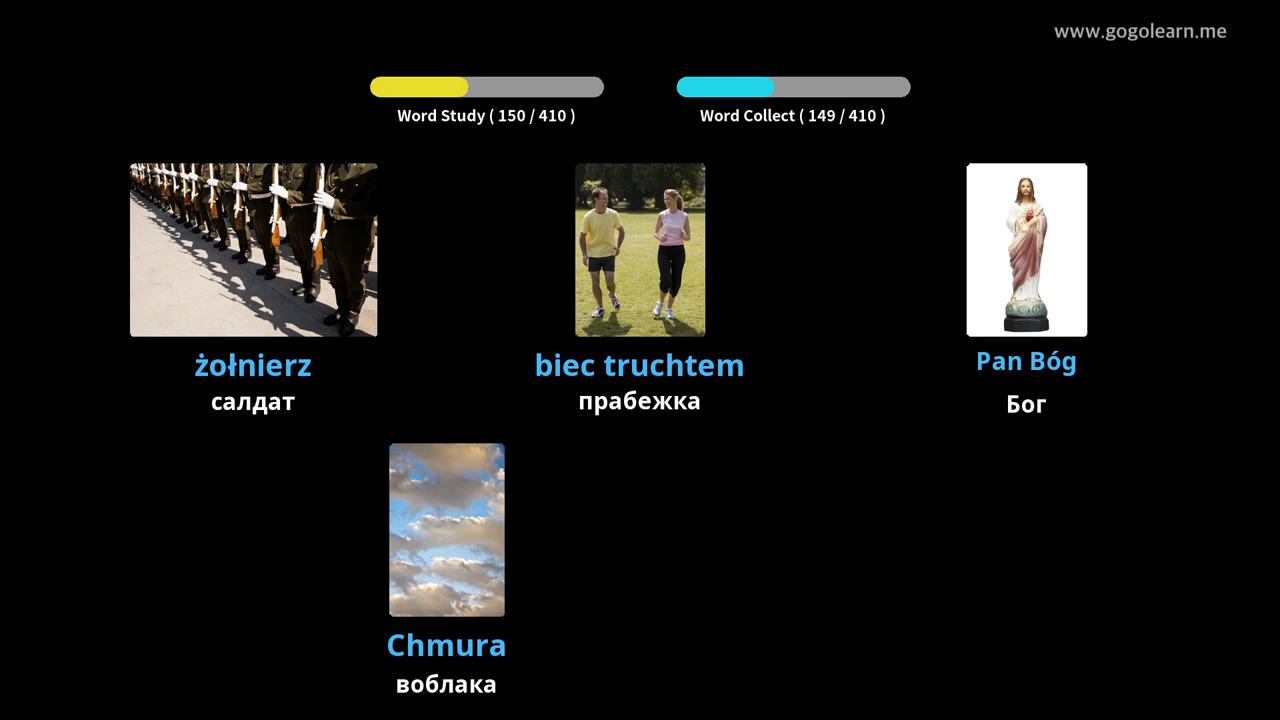 www.gogolearn.me
Word Study ( 150 / 410 )
Word Collect ( 149 / 410 )
żołnierz
салдат
biec truchtem
прабежка
Pan Bóg
Бог
Chmura
воблака